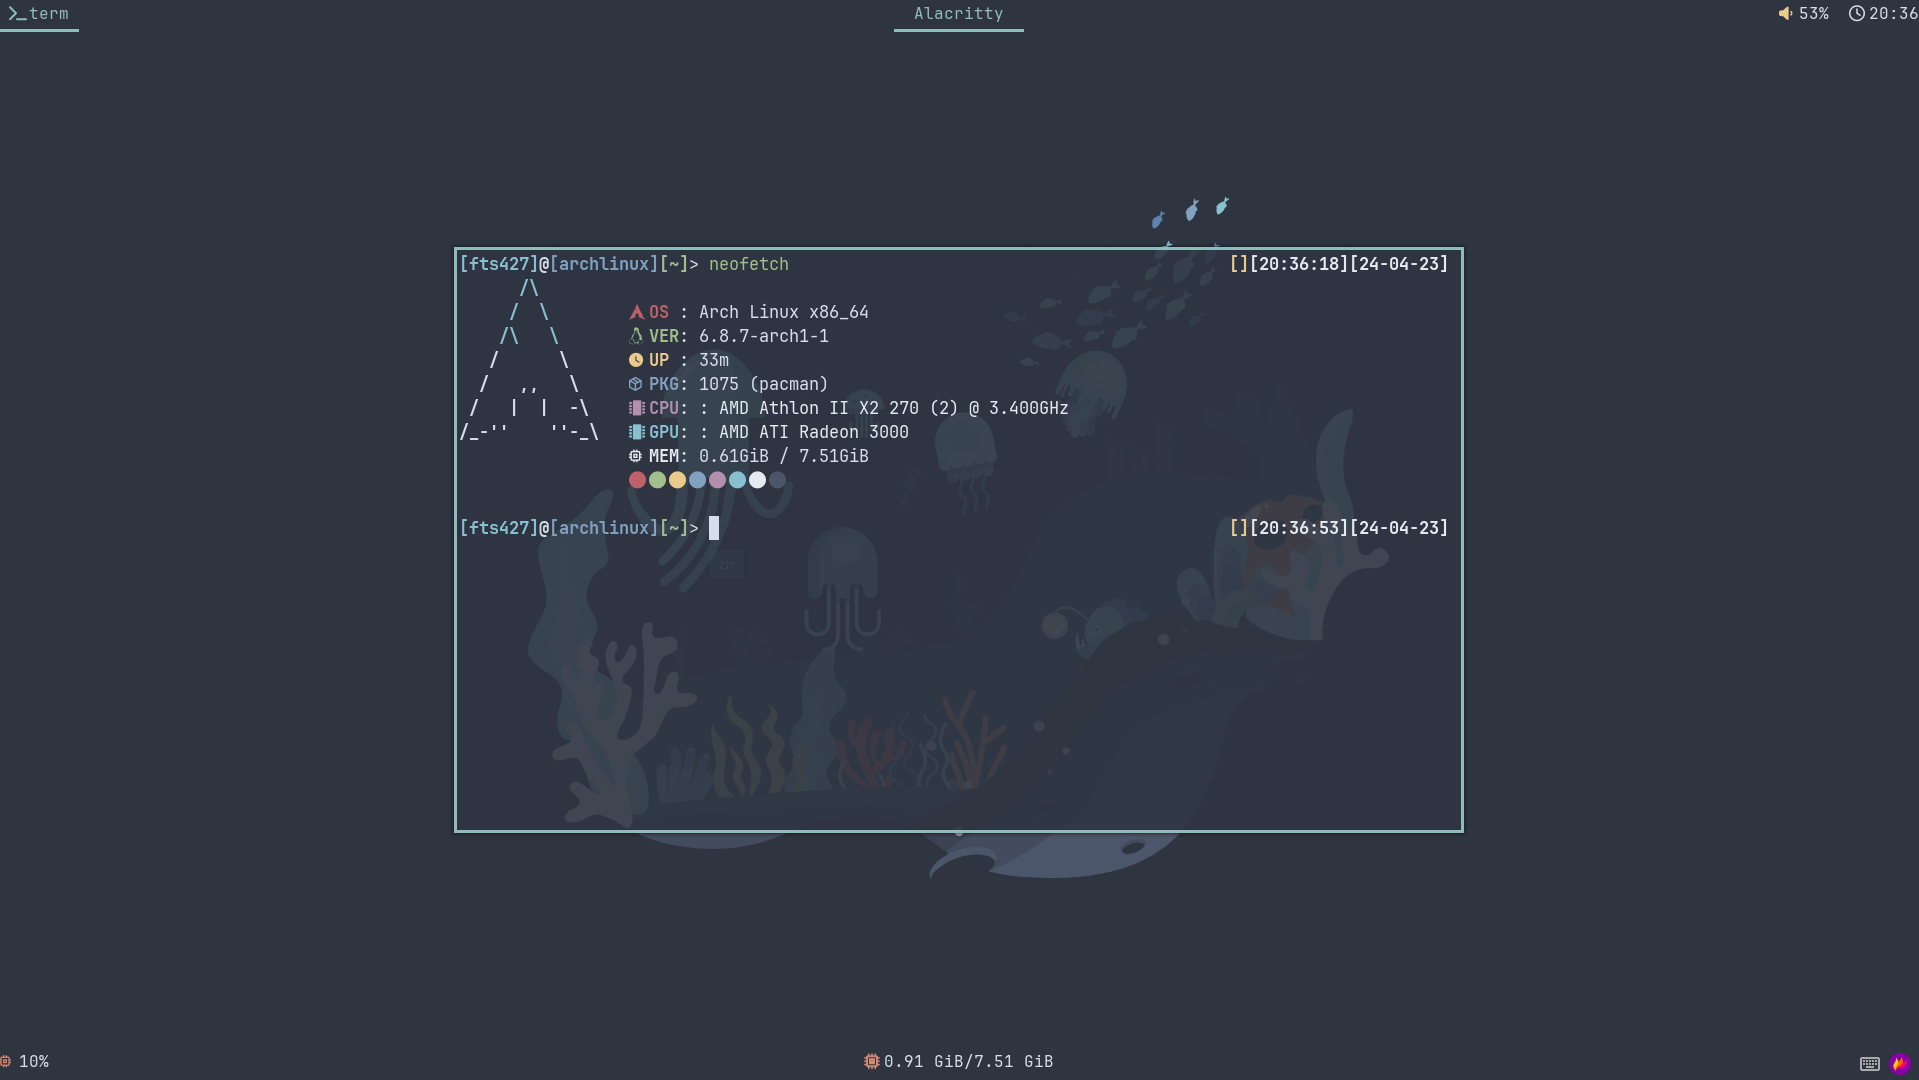 term
Alacritty
53% 20:36
[fts427]@[archlinux][~]> neofetch [][20:36:18][24-04-23]
/\
/  \ OS : Arch Linux x86_64
/\   \ VER: 6.8.7-arch1-1
/      \ UP : 33m
/   ,,   \ PKG: 1075 (pacman)
/   |  |  -\ CPU: : AMD Athlon II X2 270 (2) @ 3.400GHz
/_-''    ''-_\ GPU: : AMD ATI Radeon 3000
MEM: 0.61GiB / 7.51GiB
[fts427]@[archlinux][~]> [][20:36:53][24-04-23]
zh
10%
0.91 GiB/7.51 GiB